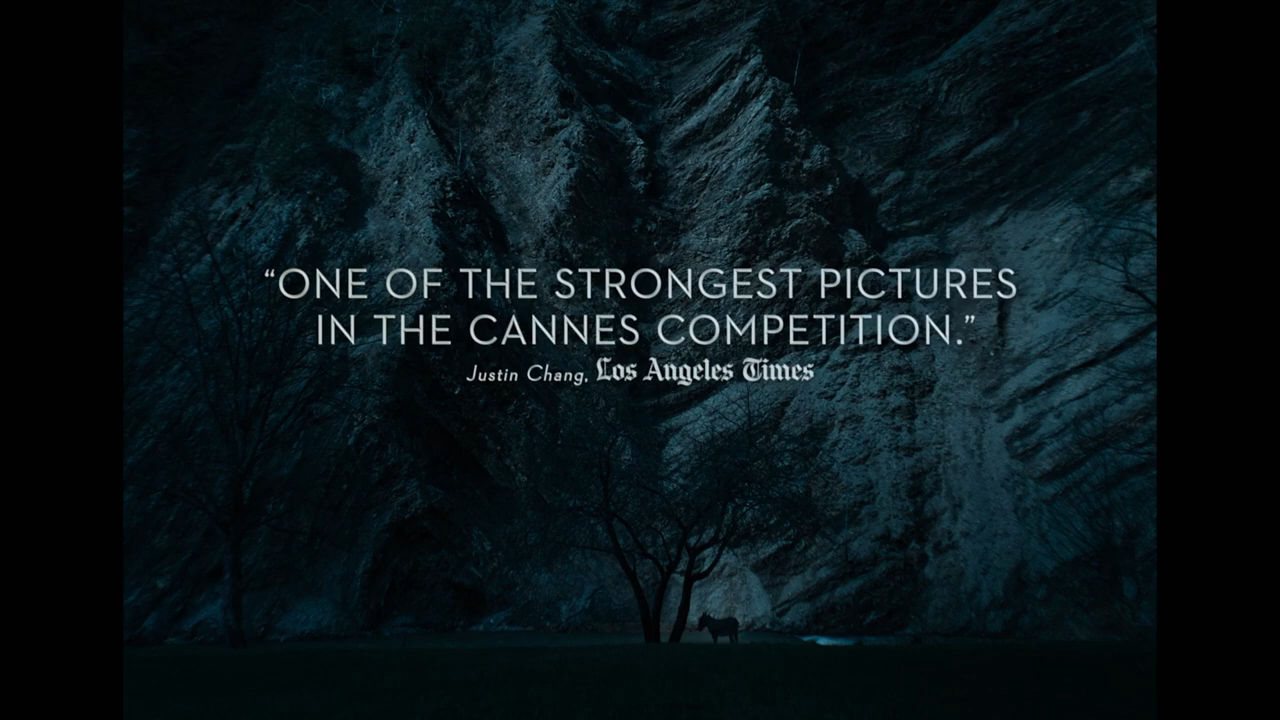 “ONE OF THE STRONGEST PICTURES
IN THE CANNES COMPETITION.”
Justin Chang, Los Angeles Times